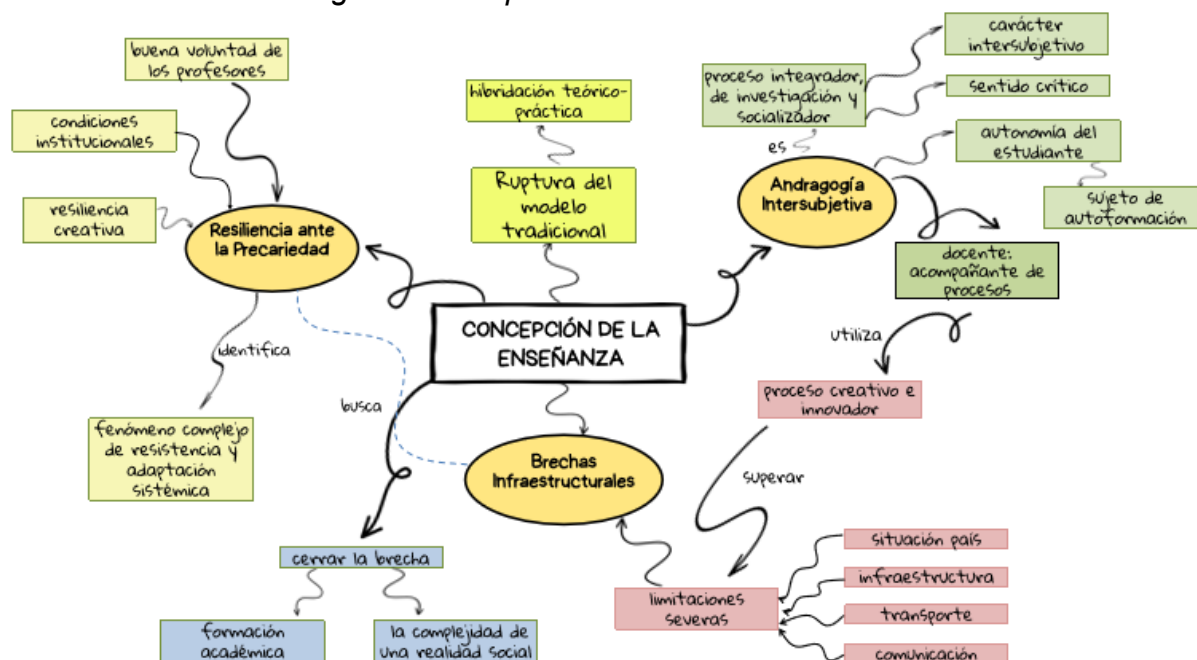 carácter
intersubjetivo
buena voluntad de
los profesores
proceso integrador,
de investigación y
socializador
sentido crítico
hibridación teórico-
práctica
condiciones
institucionales
autonomía del
estudiante
es
Ruptura del
modelo
tradicional
Andragogía
Intersubjetiva
sujeto de
autoformación
resiliencia
creativa
Resiliencia ante
la Precariedad
docente:
acompañante de
procesos
CONCEPCIÓN DE LA
ENSEÑANZA
utiliza
identifica
proceso creativo e
innovador
busca
fenómeno complejo
de resistencia y
adaptación
sistémica
Brechas
Infraestructurales
superar
situación país
cerrar la brecha
infraestructura
limitaciones
severas
transporte
formación
académica
la complejidad de
una realidad social
comunicación